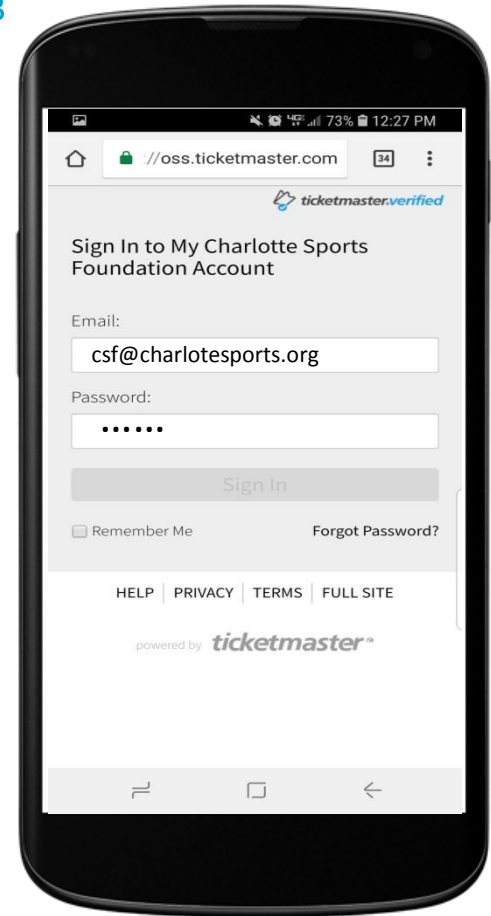 73% 12:27 PM
://oss.ticketmaster.com 34
ticketmaster.verified
Sign In to My Charlotte Sports
Foundation Account
Email:
csf@charlotesports.org
Password:
••••••
Sign In
Remember Me Forgot Password?
HELP | PRIVACY | TERMS | FULL SITE
powered by ticketmaster